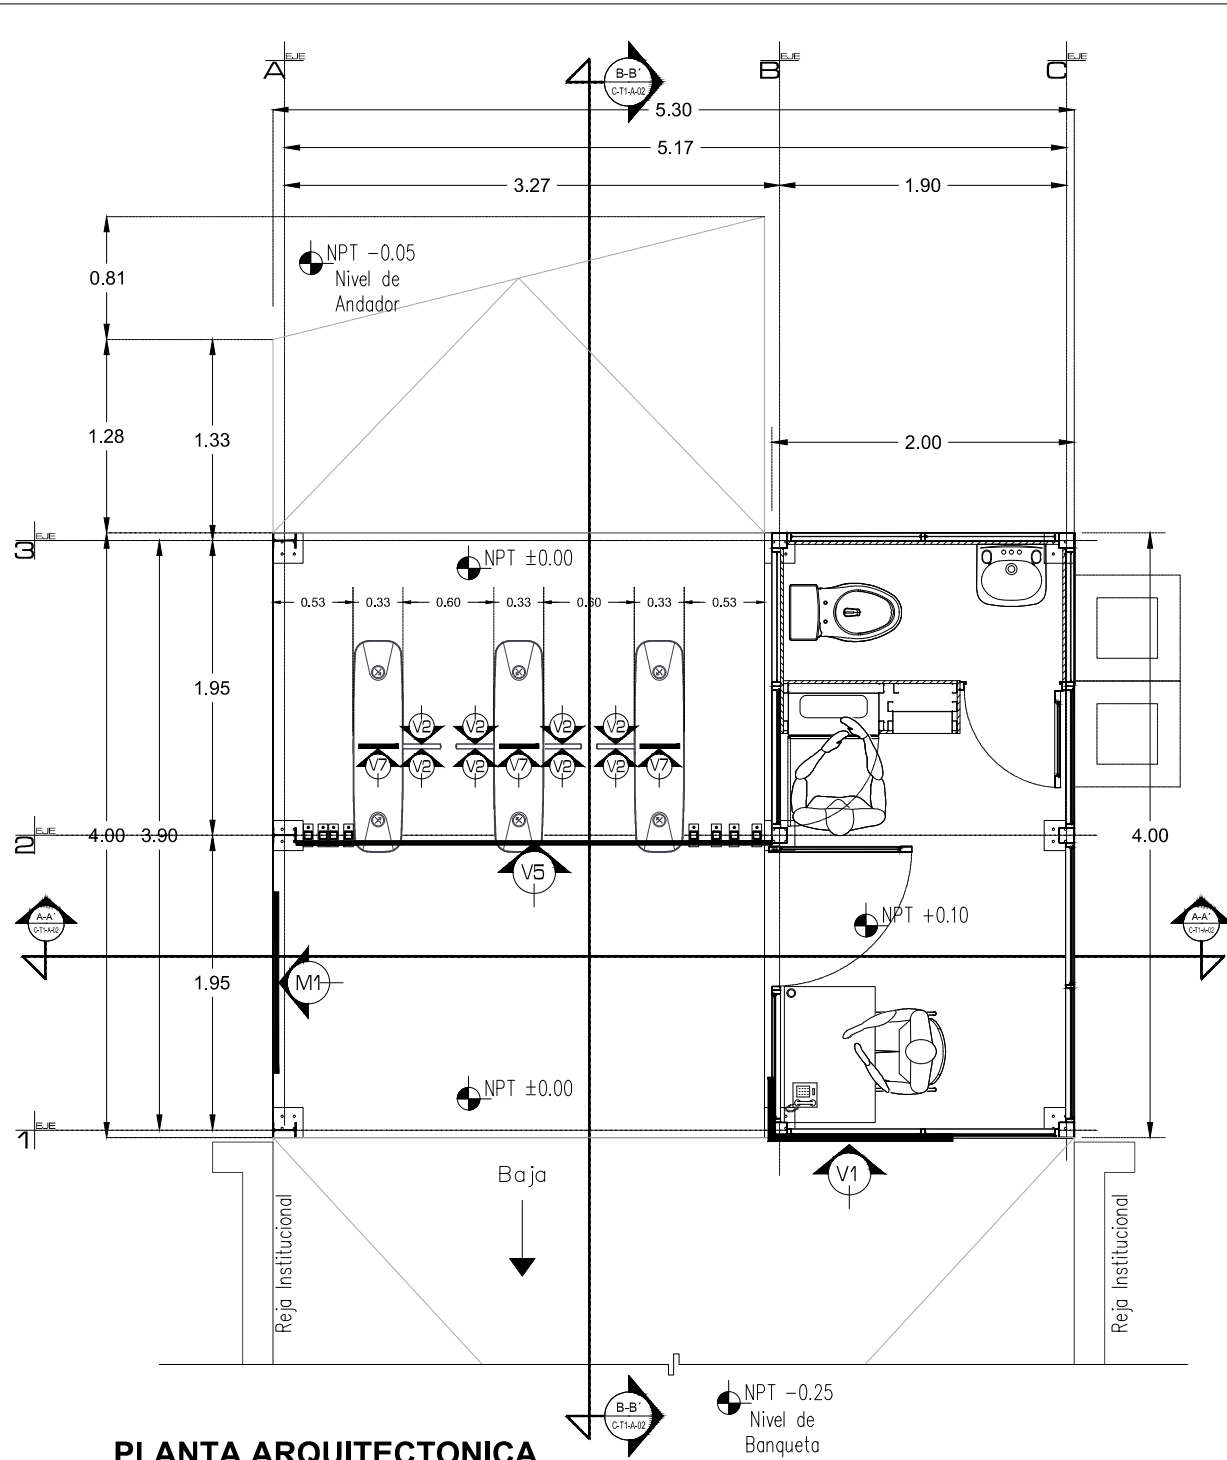 EJE
A
B-B'
C-T1-A-02
EJE
B
EJE
C
5.30
5.17
3.27
1.90
NPT -0.05
Nivel de
Andador
0.81
1.28
1.33
2.00
EJE
3
NPT ±0.00
0.53
0.33
0.60
0.33
0.60
0.33
0.53
1.95
V2
V2
V2
V2
V7
V2
V2
V7
V2
V2
V7
EJE
2
4.00
3.90
4.00
V5
A-A'
C-T1-A-02
NPT +0.10
A-A'
C-T1-A-02
M1
1.95
NPT ±0.00
EJE
1
Baja
V1
Reja Institucional
Reja Institucional
B-B'
C-T1-A-02
NPT -0.25
Nivel de
Banqueta
PLANTA ARQUITECTONICA